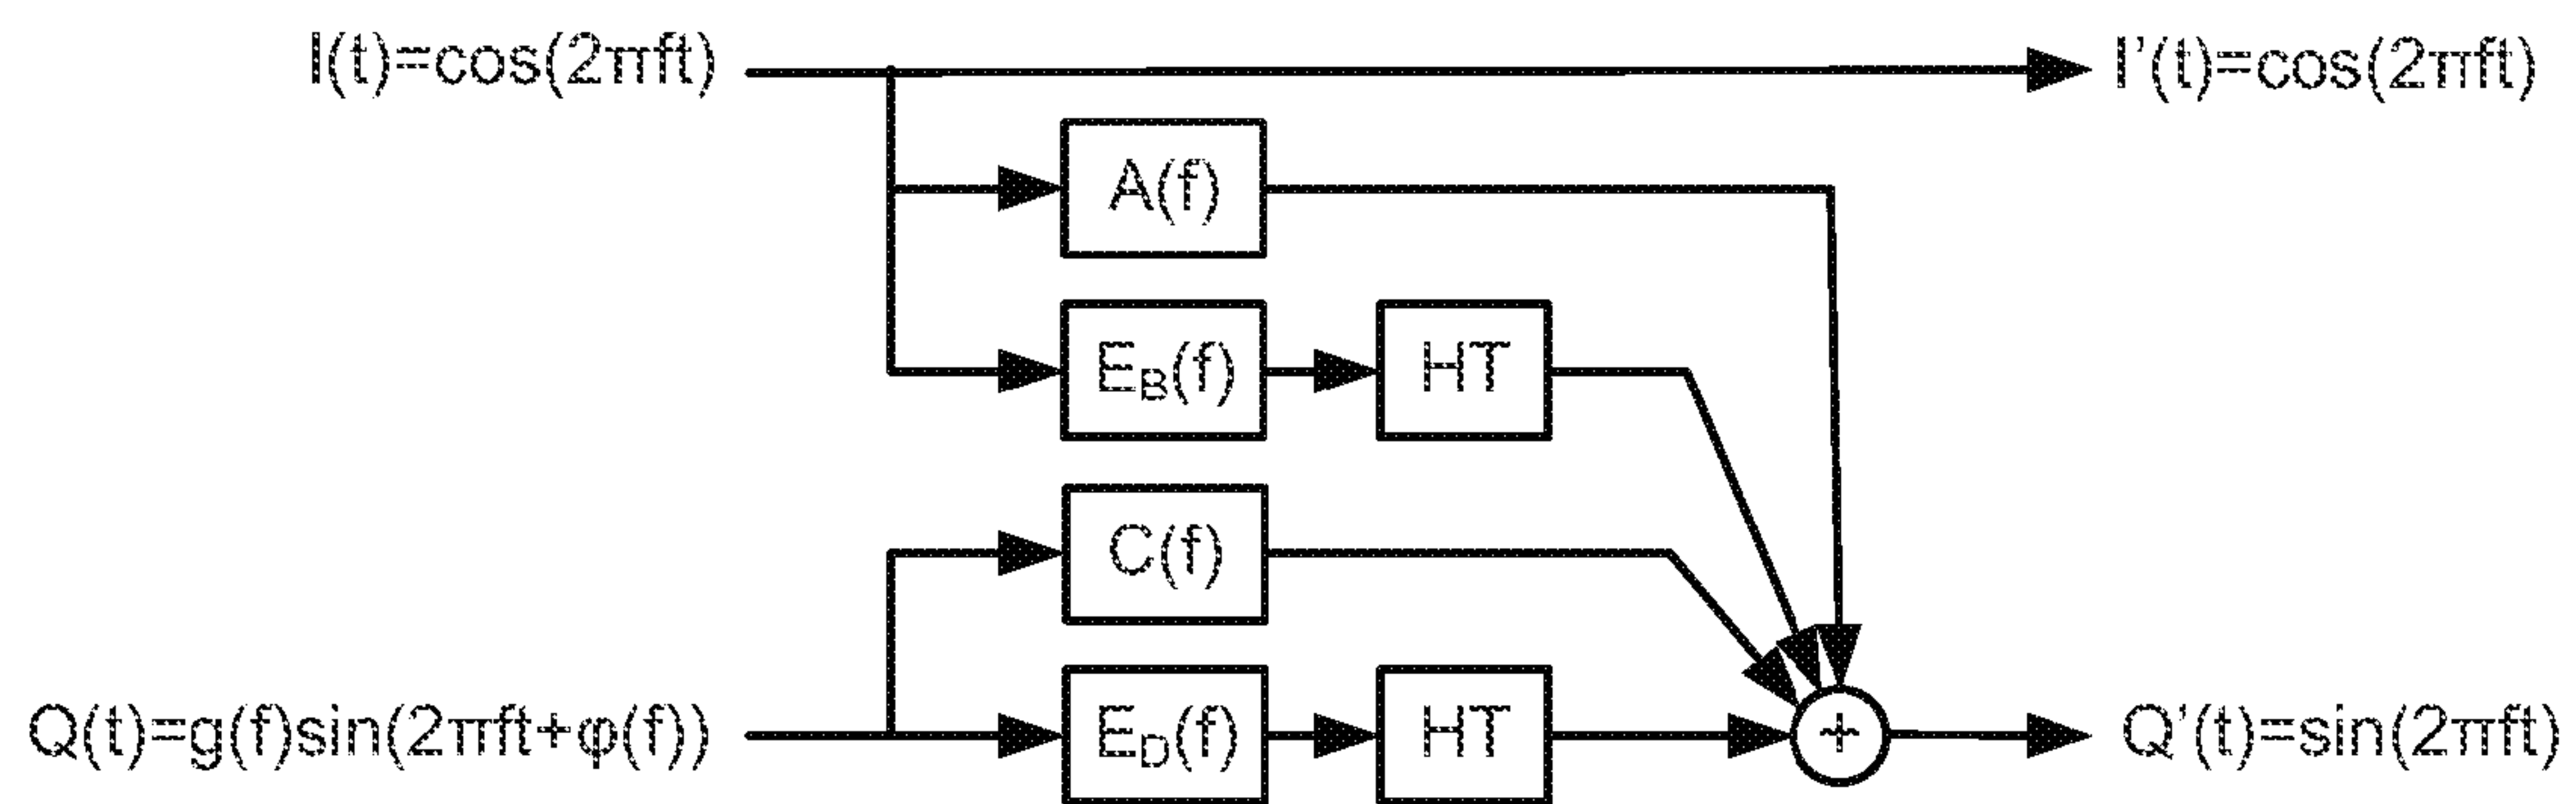 I(t)=cos(2πft)
I'(t)=cos(2πft)
A(f)
E_B(f)
HT
C(f)
Q(t)=g(f)sin(2πft+φ(f))
E_D(f)
HT
+
Q'(t)=sin(2πft)